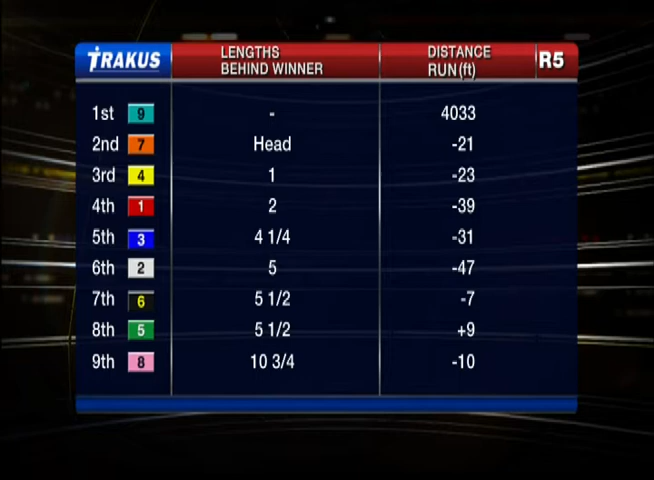 TRAKUS LENGTHS BEHIND WINNER DISTANCE RUN (ft) R5
1st 9 - 4033
2nd 7 Head -21
3rd 4 1 -23
4th 1 2 -39
5th 3 4 1/4 -31
6th 2 5 -47
7th 6 5 1/2 -7
8th 5 5 1/2 +9
9th 8 10 3/4 -10